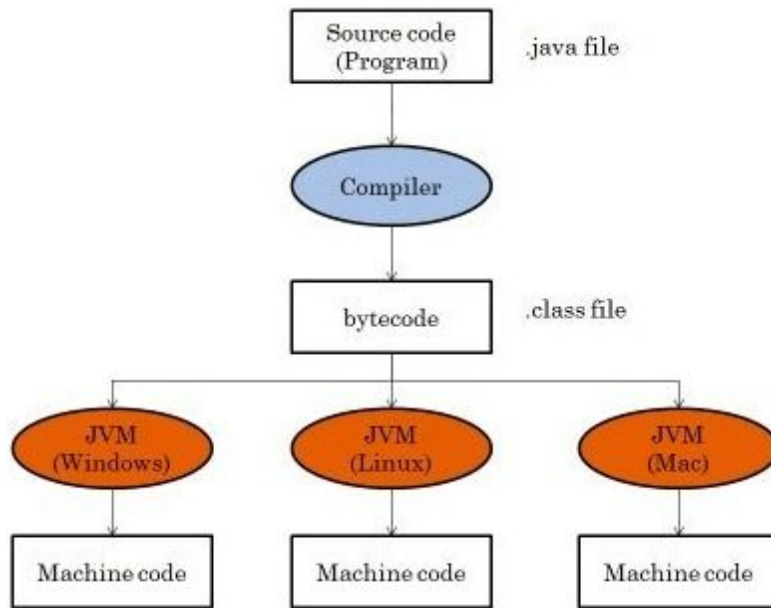 Source code
(Program)
.java file
Compiler
bytecode
.class file
JVM
(Windows)
JVM
(Linux)
JVM
(Mac)
Machine code
Machine code
Machine code